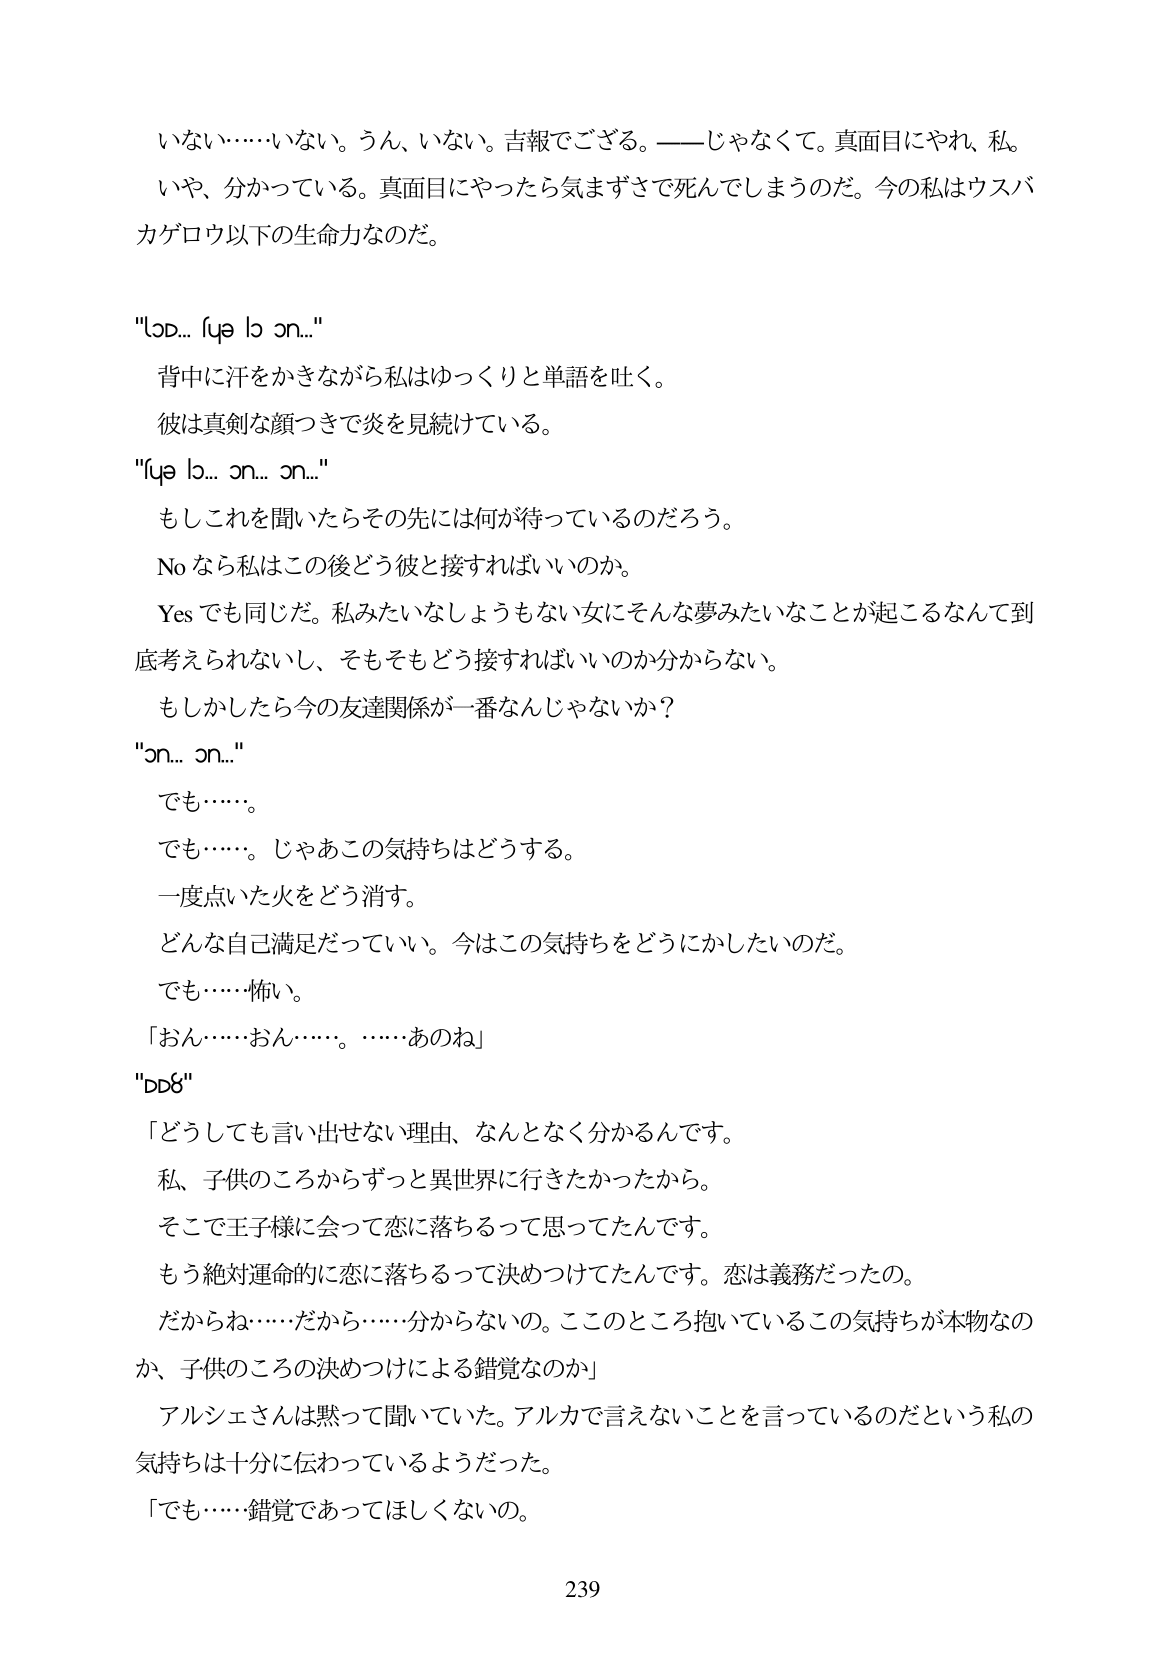 いない……いない。うん、いない。吉報でござる。――じゃなくて。真面目にやれ、私。
いや、分かっている。真面目にやったら気まずさで死んでしまうのだ。今の私はウスバ
カゲロウ以下の生命力なのだ。
背中に汗をかきながら私はゆっくりと単語を吐く。
彼は真剣な顔つきで炎を見続けている。
もしこれを聞いたらその先には何が待っているのだろう。
No なら私はこの後どう彼と接すればいいのか。
Yes でも同じだ。私みたいなしょうもない女にそんな夢みたいなことが起こるなんて到
底考えられないし、そもそもどう接すればいいのか分からない。
もしかしたら今の友達関係が一番なんじゃないか？
でも……。
でも……。じゃあこの気持ちはどうする。
一度点いた火をどう消す。
どんな自己満足だっていい。今はこの気持ちをどうにかしたいのだ。
でも……怖い。
「おん……おん……。……あのね」
「どうしても言い出せない理由、なんとなく分かるんです。
私、子供のころからずっと異世界に行きたかったから。
そこで王子様に会って恋に落ちるって思ってたんです。
もう絶対運命的に恋に落ちるって決めつけてたんです。恋は義務だったの。
だからね……だから……分からないの。ここのところ抱いているこの気持ちが本物なの
か、子供のころの決めつけによる錯覚なのか」
アルシェさんは黙って聞いていた。アルカで言えないことを言っているのだという私の
気持ちは十分に伝わっているようだった。
「でも……錯覚であってほしくないの。
239